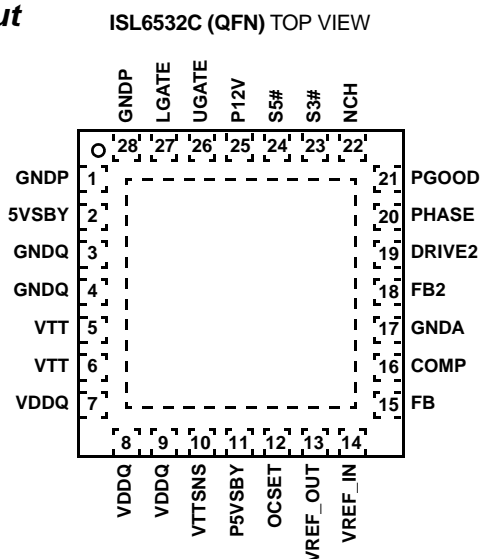 ut
ISL6532C (QFN) TOP VIEW
GNDP
LGATE
UGATE
P12V
S5#
S3#
NCH
28 27 26 25 24 23 22
GNDP 1
5VSBY 2
GNDQ 3
GNDQ 4
VTT 5
VTT 6
VDDQ 7
21 PGOOD
20 PHASE
19 DRIVE2
18 FB2
17 GNDA
16 COMP
15 FB
8 9 10 11 12 13 14
VDDQ
VDDQ
VTTSNS
P5VSBY
OCSET
VREF_OUT
VREF_IN